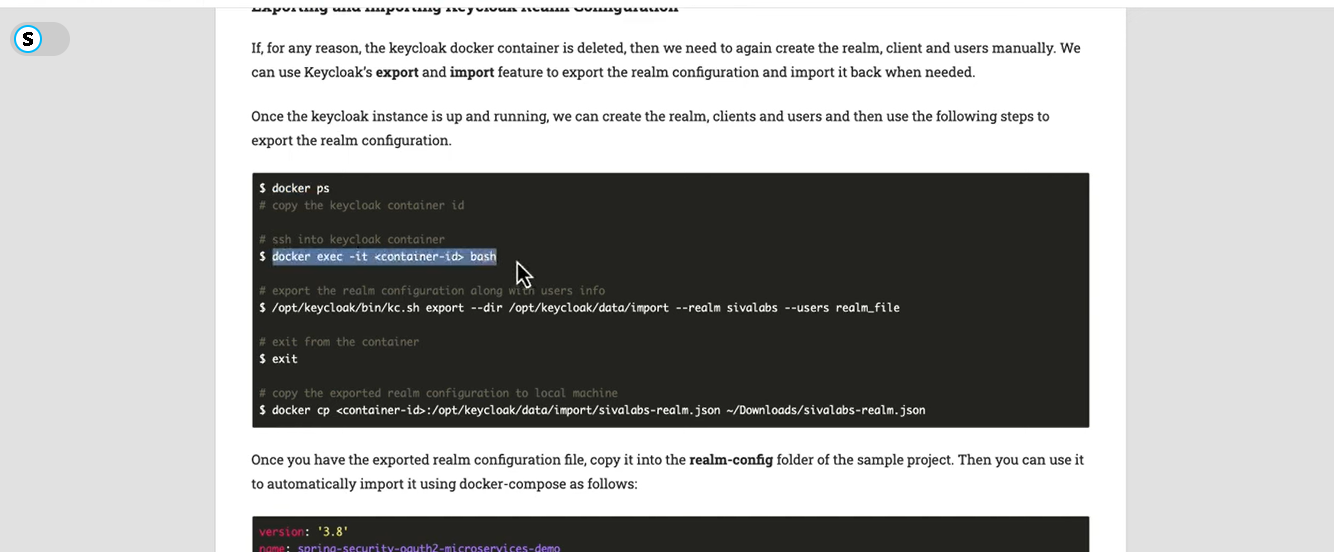 S
Exporting and Importing Keycloak Realm Configuration
If, for any reason, the keycloak docker container is deleted, then we need to again create the realm, client and users manually. We
can use Keycloak's export and import feature to export the realm configuration and import it back when needed.
Once the keycloak instance is up and running, we can create the realm, clients and users and then use the following steps to
export the realm configuration.
$ docker ps
# copy the keycloak container id
# ssh into keycloak container
$ docker exec -it <container-id> bash
# export the realm configuration along with users info
$ /opt/keycloak/bin/kc.sh export --dir /opt/keycloak/data/import --realm sivalabs --users realm_file
# exit from the container
$ exit
# copy the exported realm configuration to local machine
$ docker cp <container-id>:/opt/keycloak/data/import/sivalabs-realm.json ~/Downloads/sivalabs-realm.json
Once you have the exported realm configuration file, copy it into the realm-config folder of the sample project. Then you can use it
to automatically import it using docker-compose as follows:
version: '3.8'
name: spring-security-oauth2-microservices-demo